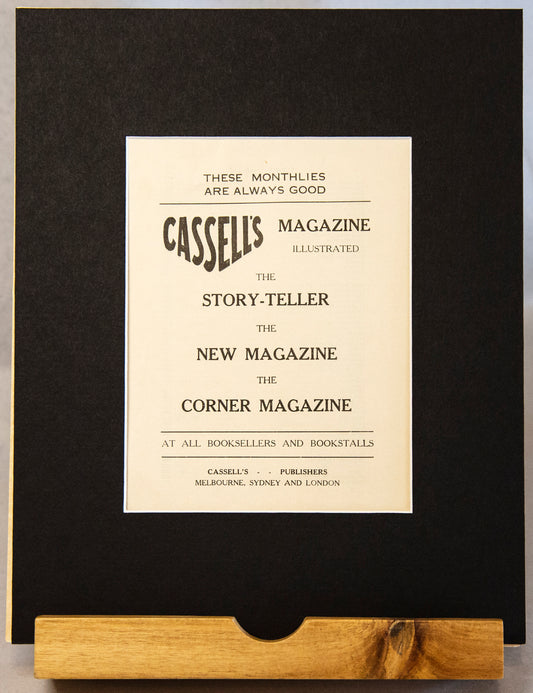 THESE MONTHLIES
ARE ALWAYS GOOD
CASSELL'S MAGAZINE
ILLUSTRATED
THE
STORY-TELLER
THE
NEW MAGAZINE
THE
CORNER MAGAZINE
AT ALL BOOKSELLERS AND BOOKSTALLS
CASSELL'S - - PUBLISHERS
MELBOURNE, SYDNEY AND LONDON